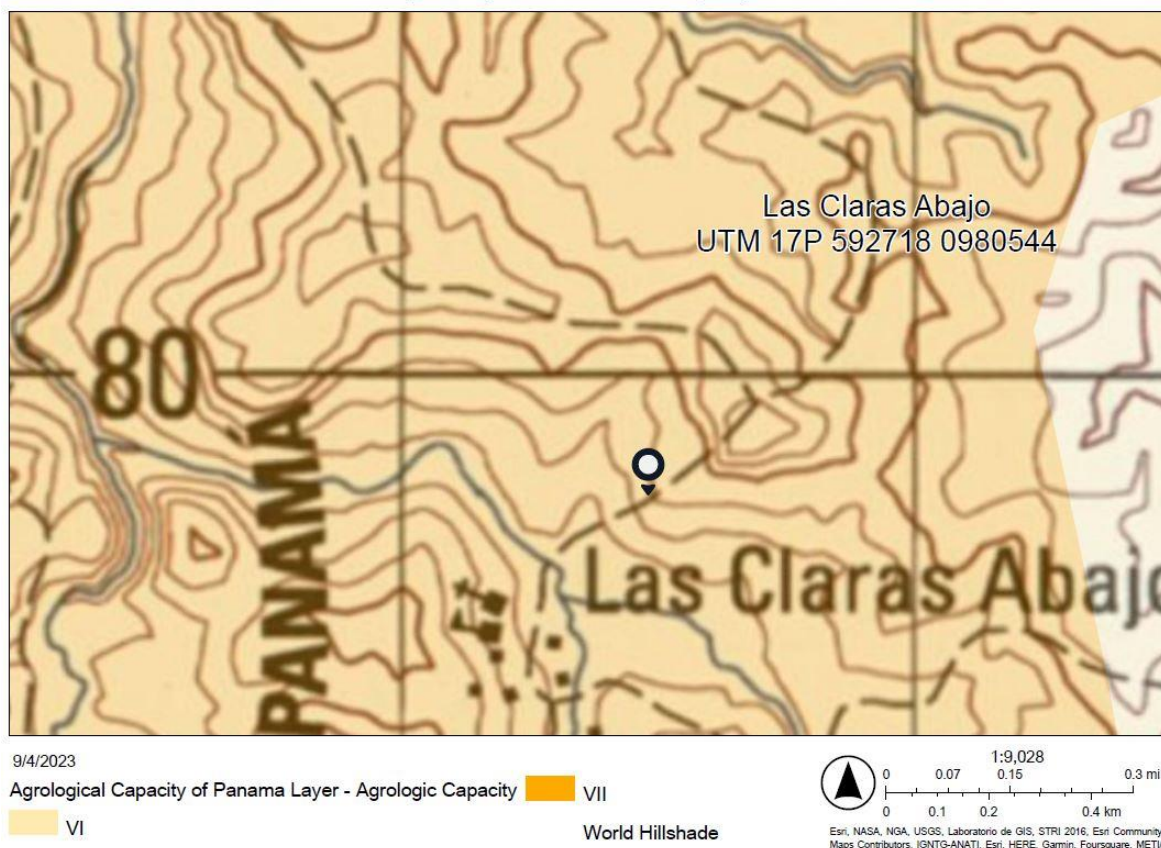 Las Claras Abajo
UTM 17P 592718 0980544
80
PANAMA
Las Claras Abajo
9/4/2023
Agrological Capacity of Panama Layer - Agrologic Capacity
VII
VI
World Hillshade
1:9,028
0 0.07 0.15 0.3 mi
0 0.1 0.2 0.4 km
Esri, NASA, NGA, USGS, Laboratorio de GIS, STRI 2016, Esri Community
Maps Contributors, IGNTG-ANATI, Esri, HERE, Garmin, Foursquare, METI/